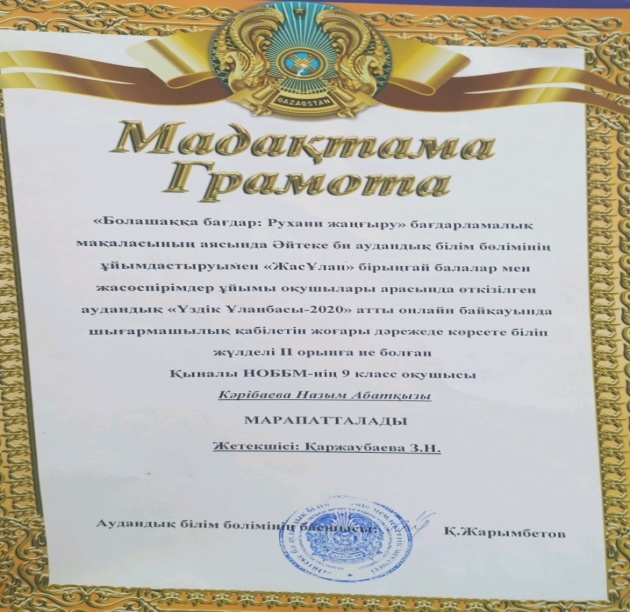 QAZAQSTAN
Мадақтама
Грамота
«Болашаққа бағдар: Рухани жаңғыру» бағдарламалық
мақаласының аясында Әйтеке би аудандық білім бөлімінің
ұйымдастыруымен «ЖасҰлан» бірыңғай балалар мен
жасөспірімдер ұйымы оқушылары арасында өткізілген
аудандық «Үздік Ұланбасы-2020» атты онлайн байқауында
шығармашылық қабілетін жоғары дәрежеде көрсете біліп
жүлделі ІІ орынға ие болған
Қыналы НОББМ-нің 9 класс оқушысы
Кәрібаева Назым Абатқызы
МАРАПАТТАЛАДЫ
Жетекшісі: Қаржаубаева З.Н.
Аудандық білім бөлімінің басшысы: Қ.Жарымбетов